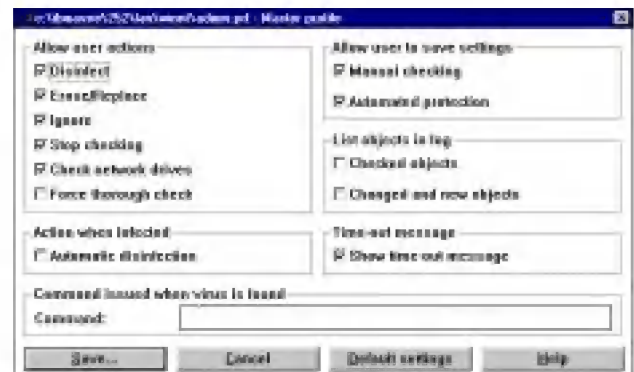 Master profile
Allow user actions
Disinfect
Erase/Replace
Ignore
Stop checking
Check network drives
Force thorough check
Allow user to save settings
Manual checking
Automated protection
List objects in log
Checked objects
Changed and new objects
Action when infected
Automatic disinfection
Time-out message
Show time out message
Command issued when virus is found
Command:
Save...
Cancel
Default settings
Help